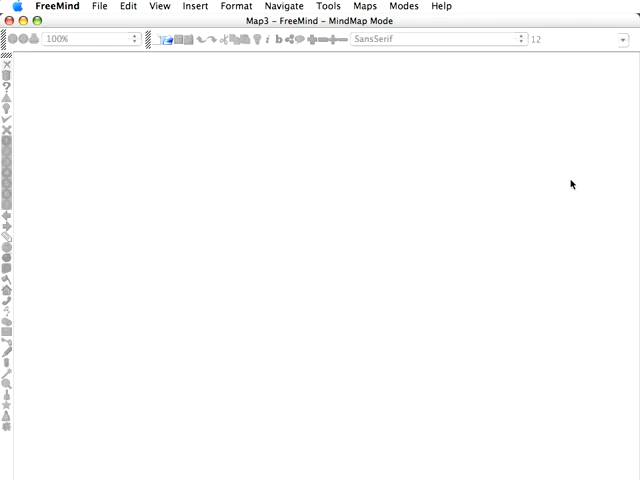 FreeMind File Edit View Insert Format Navigate Tools Maps Modes Help
Map3 – FreeMind – MindMap Mode
100% i b SansSerif 12